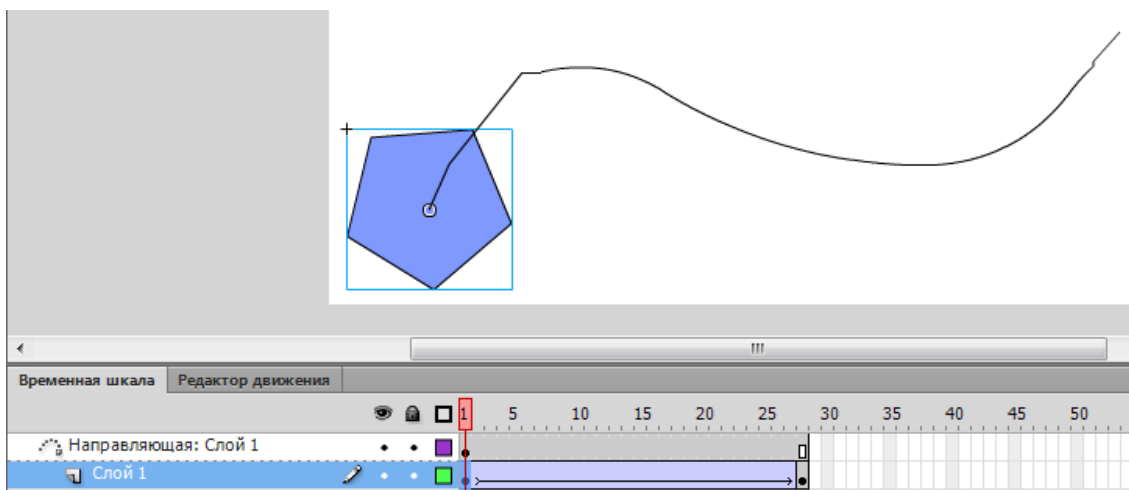 Временная шкала Редактор движения
1 5 10 15 20 25 30 35 40 45 50
Направляющая: Слой 1
Слой 1